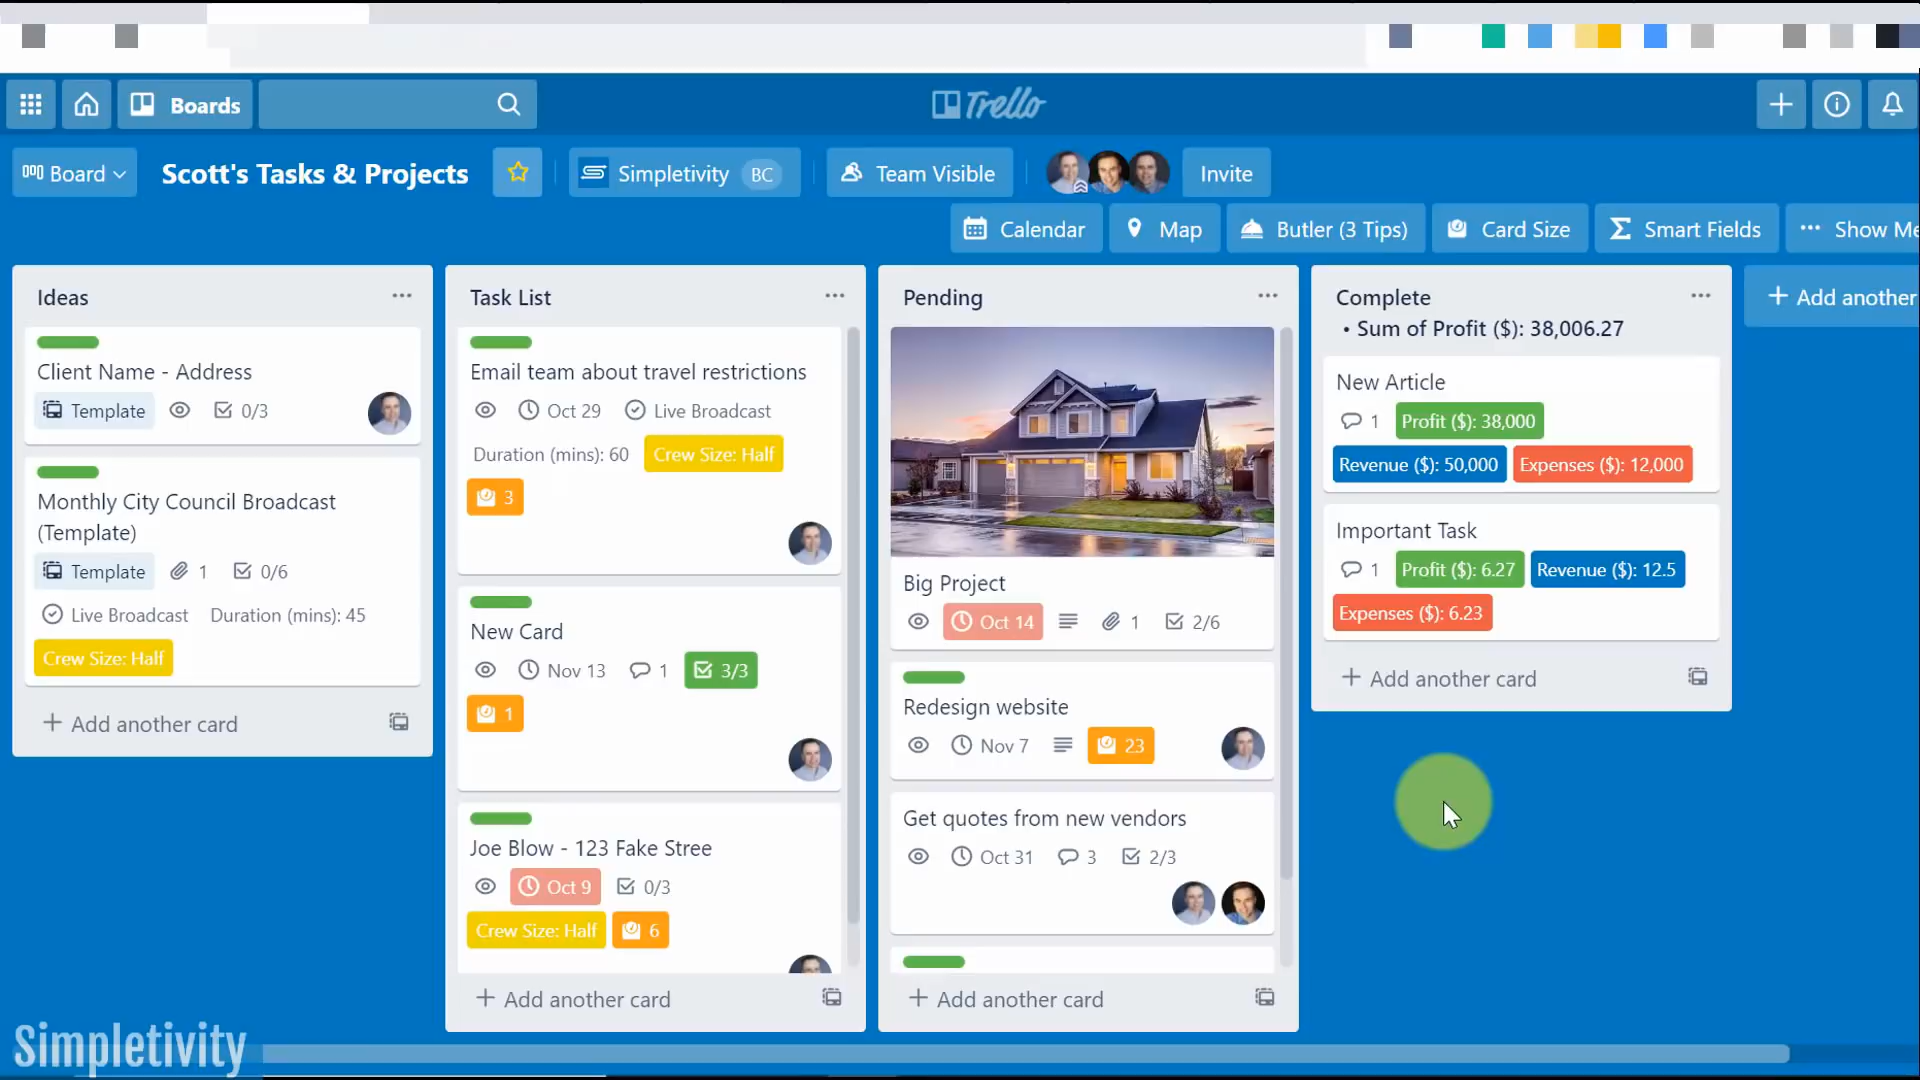 Boards
Trello
Board
Scott's Tasks & Projects
Simpletivity BC
Team Visible
Invite
Calendar
Map
Butler (3 Tips)
Card Size
Smart Fields
... Show Me
Ideas
Client Name - Address
Template 0/3
Monthly City Council Broadcast
(Template)
Template 1 0/6
Live Broadcast Duration (mins): 45
Crew Size: Half
+ Add another card
Task List
Email team about travel restrictions
Oct 29 Live Broadcast
Duration (mins): 60 Crew Size: Half
3
New Card
Nov 13 1 3/3
1
Joe Blow - 123 Fake Stree
Oct 9 0/3
Crew Size: Half 6
+ Add another card
Pending
Big Project
Oct 14 1 2/6
Redesign website
Nov 7 23
Get quotes from new vendors
Oct 31 3 2/3
+ Add another card
Complete
• Sum of Profit ($): 38,006.27
New Article
1 Profit ($): 38,000
Revenue ($): 50,000 Expenses ($): 12,000
Important Task
1 Profit ($): 6.27 Revenue ($): 12.5
Expenses ($): 6.23
+ Add another card
+ Add another
Simpletivity